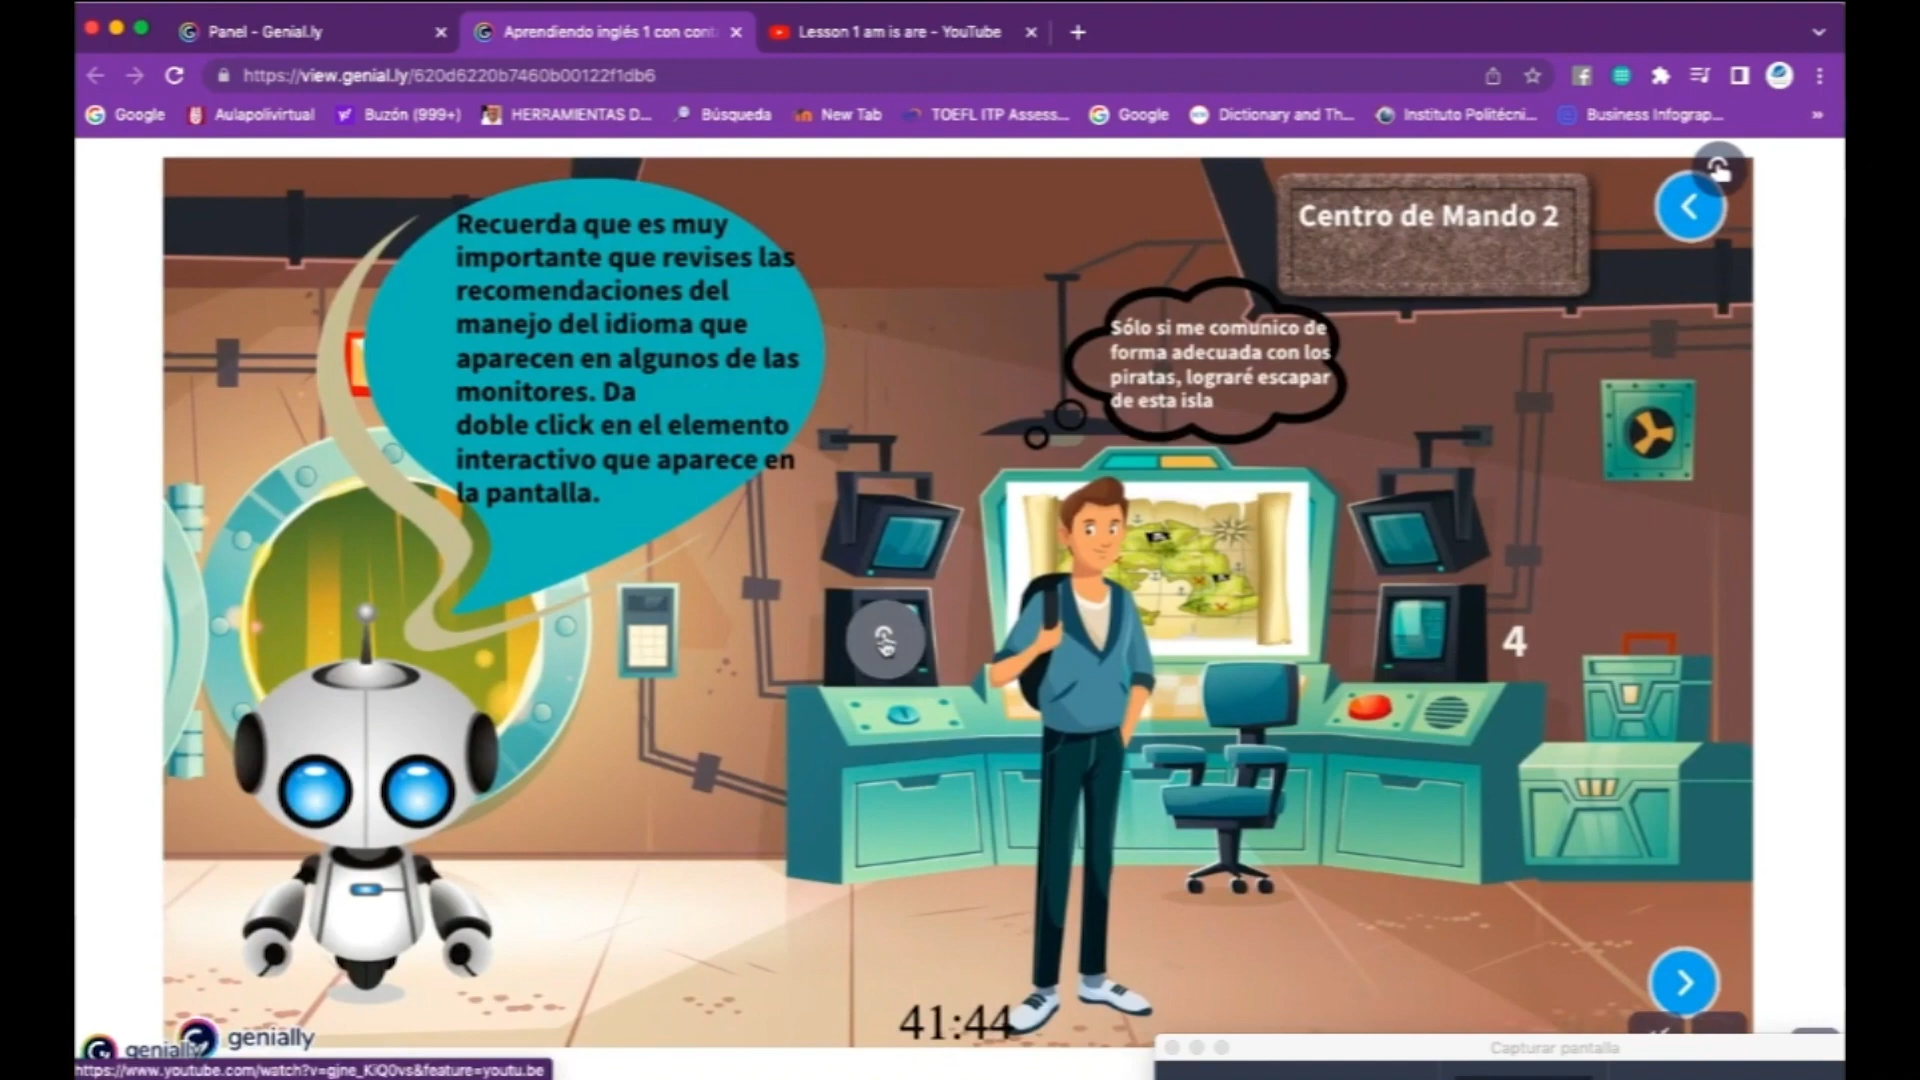 Panel - Genial.ly
Aprendiendo inglés 1 con cont
Lesson 1 am is are - YouTube
https://view.genial.ly/620d6220b7460b00122f1db6
Google
Aulapolivirtual
Buzón (999+)
HERRAMIENTAS D...
Búsqueda
New Tab
TOEFL ITP Assess...
Google
Dictionary and Th...
Instituto Politécni...
Business Infograp...
»
Recuerda que es muy
importante que revises las
recomendaciones del
manejo del idioma que
aparecen en algunos de las
monitores. Da
doble click en el elemento
interactivo que aparece en
la pantalla.
Centro de Mando 2
Sólo si me comunico de
forma adecuada con los
piratas, lograré escapar
de esta isla
4
41:44
genially
genially
Capturar pantalla
https://www.youtube.com/watch?v=gjne_KiQ0vs&feature=youtu.be